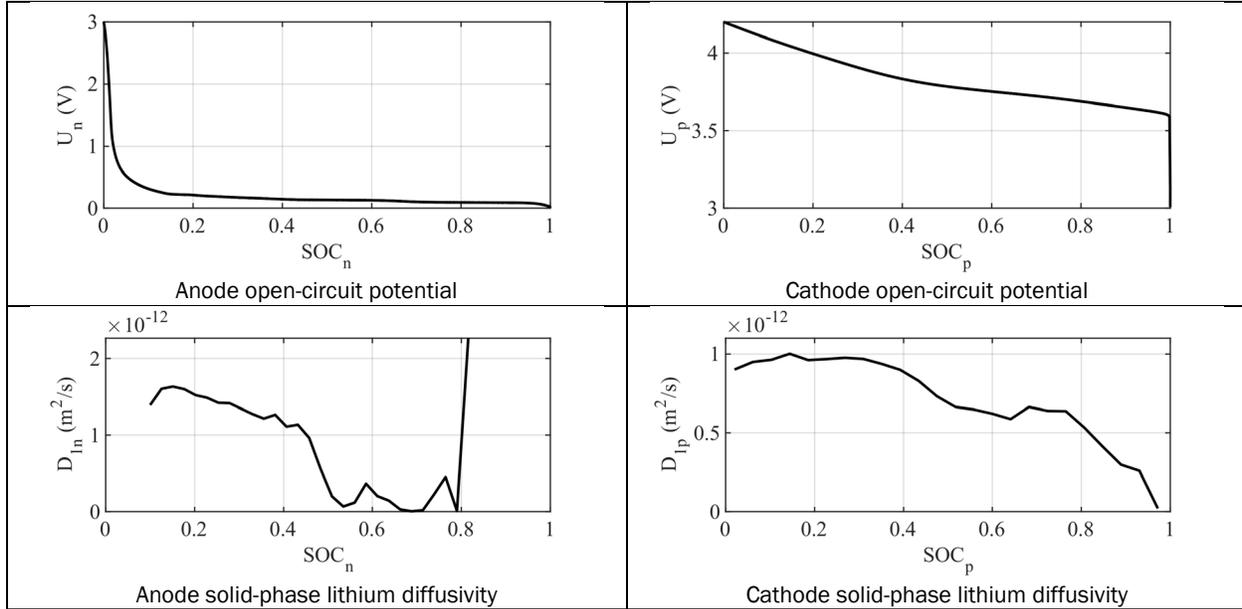 3
2
1
0
U_n (V)
0 0.2 0.4 0.6 0.8 1
SOC_n
Anode open-circuit potential
4
3.5
3
U_p (V)
0 0.2 0.4 0.6 0.8 1
SOC_p
Cathode open-circuit potential
×10^-12
2
1
0
D_1n (m^2/s)
0 0.2 0.4 0.6 0.8 1
SOC_n
Anode solid-phase lithium diffusivity
×10^-12
1
0.5
0
D_1p (m^2/s)
0 0.2 0.4 0.6 0.8 1
SOC_p
Cathode solid-phase lithium diffusivity